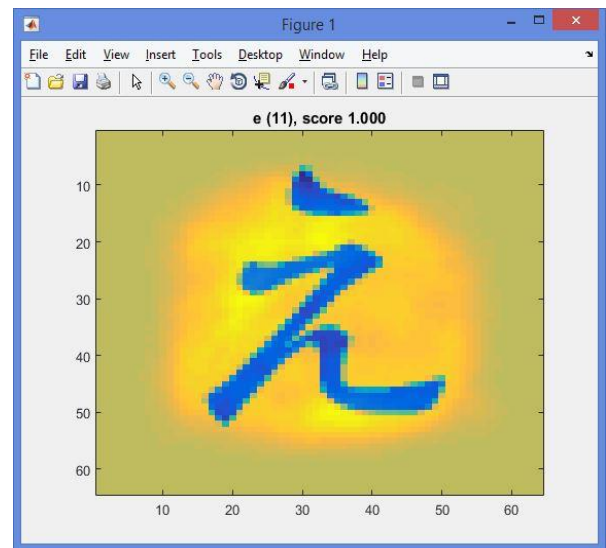 Figure 1
File Edit View Insert Tools Desktop Window Help
e (11), score 1.000
え
10
20
30
40
50
60
10 20 30 40 50 60